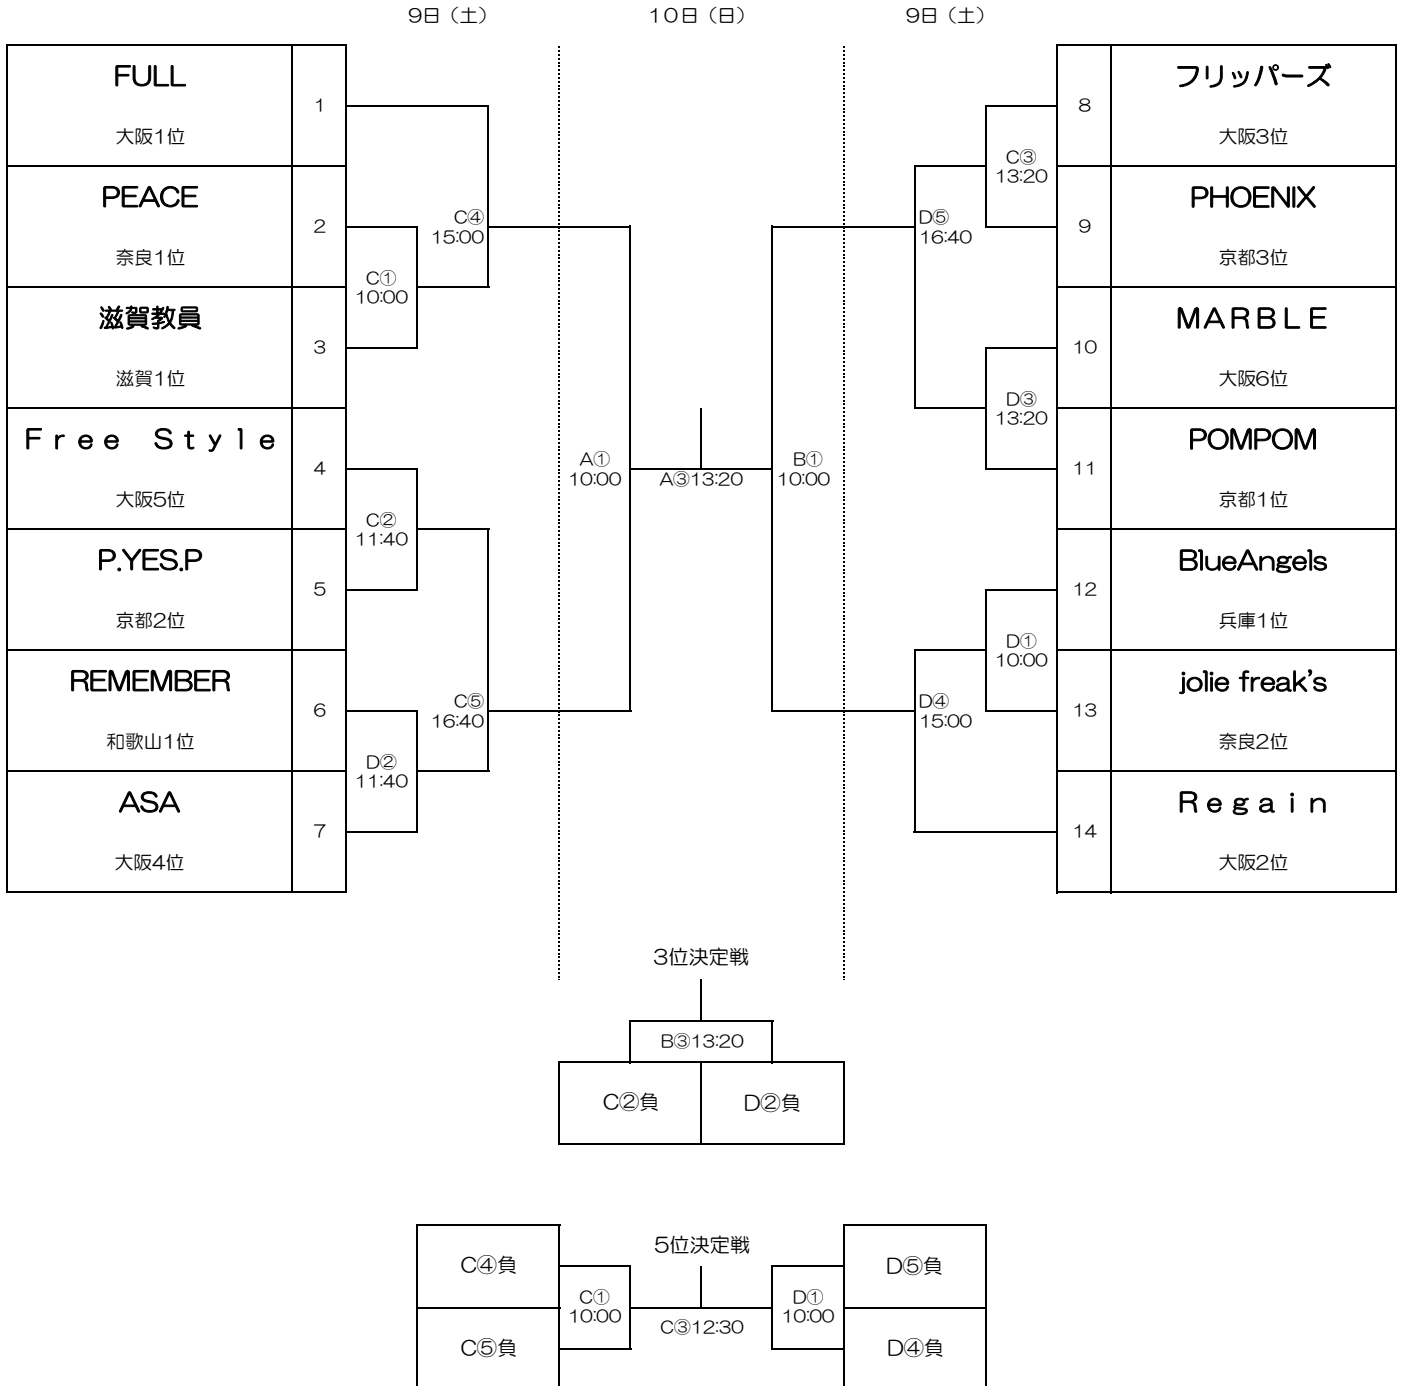 9日（土）
10日（日）
9日（土）
FULL
大阪1位
1
PEACE
奈良1位
2
滋賀教員
滋賀1位
3
Ｆｒｅｅ　Ｓｔｙｌｅ
大阪5位
4
P.YES.P
京都2位
5
REMEMBER
和歌山1位
6
ASA
大阪4位
7
C①
10:00
C②
11:40
D②
11:40
C④
15:00
C⑤
16:40
A①
10:00
A③13:20
B①
10:00
D⑤
16:40
D④
15:00
C③
13:20
D③
13:20
D①
10:00
8
フリッパーズ
大阪3位
9
PHOENIX
京都3位
10
ＭＡＲＢＬＥ
大阪6位
11
POMPOM
京都1位
12
BlueAngels
兵庫1位
13
jolie freak's
奈良2位
14
Ｒｅｇａｉｎ
大阪2位
3位決定戦
B③13:20
C②負
D②負
5位決定戦
C④負
C⑤負
C①
10:00
C③12:30
D①
10:00
D⑤負
D④負